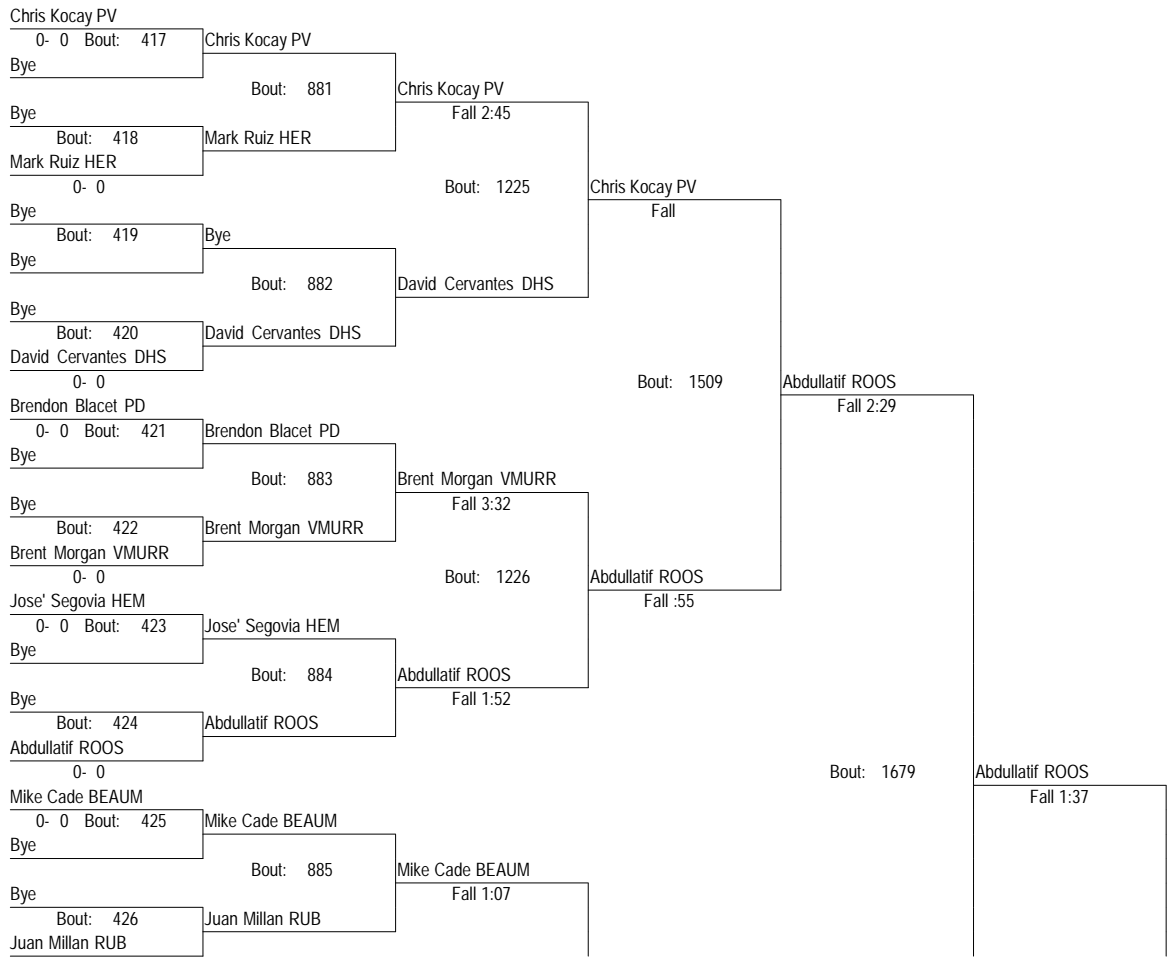 Chris Kocay PV
0- 0 Bout: 417 Chris Kocay PV
Bye
Bout: 881 Chris Kocay PV
Bye Fall 2:45
Bout: 418 Mark Ruiz HER
Mark Ruiz HER
0- 0 Bout: 1225 Chris Kocay PV
Bye Fall
Bout: 419 Bye
Bye
Bout: 882 David Cervantes DHS
Bye
Bout: 420 David Cervantes DHS
David Cervantes DHS
0- 0 Bout: 1509 Abdullatif ROOS
Brendon Blacet PD Fall 2:29
0- 0 Bout: 421 Brendon Blacet PD
Bye
Bout: 883 Brent Morgan VMURR
Bye Fall 3:32
Bout: 422 Brent Morgan VMURR
Brent Morgan VMURR
0- 0 Bout: 1226 Abdullatif ROOS
Jose' Segovia HEM Fall :55
0- 0 Bout: 423 Jose' Segovia HEM
Bye
Bout: 884 Abdullatif ROOS
Bye Fall 1:52
Bout: 424 Abdullatif ROOS
Abdullatif ROOS
0- 0 Bout: 1679 Abdullatif ROOS
Mike Cade BEAUM Fall 1:37
0- 0 Bout: 425 Mike Cade BEAUM
Bye
Bout: 885 Mike Cade BEAUM
Bye Fall 1:07
Bout: 426 Juan Millan RUB
Juan Millan RUB